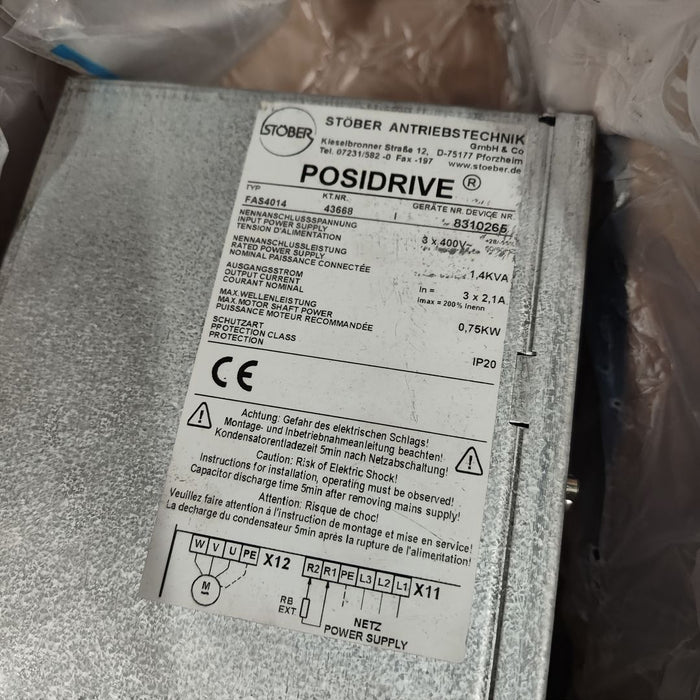 STÖBER
STÖBER ANTRIEBSTECHNIK
GmbH & Co
Kieselbronner Straße 12, D-75177 Pforzheim
Tel. 07231/582 -0 Fax -197 www.stoeber.de
POSIDRIVE ®
TYP KT.NR. GERÄTE NR. DEVICE NR.
FAS4014 43668 8310265
NENNANSCHLUSSSPANNUNG
INPUT POWER SUPPLY 3 x 400V~
TENSION D'ALIMENTATION
NENNANSCHLUSSLEISTUNG
RATED POWER SUPPLY 1,4KVA
NOMINAL PAISSANCE CONNECTÉE
AUSGANGSSTROM
OUTPUT CURRENT In = 3 x 2,1A
COURANT NOMINAL Imax = 200% Inenn
MAX.WELLENLEISTUNG
MAX.MOTOR SHAFT POWER 0,75KW
PUISSANCE MOTEUR RECOMMANDÉE
SCHUTZART
PPOTECTION CLASS IP20
PROTECTION
CE
Achtung: Gefahr des elektrischen Schlags!
Montage- und Inbetriebnahmeanleitung beachten!
Kondensatorentladezeit 5min nach Netzabschaltung!
Caution: Risk of Electric Shock!
Instructions for installation, operating must be observed!
Capacitor discharge time 5min after removing mains supply!
Attention: Risque de choc!
Veuillez faire attention à l'instruction de montage et mise en service!
La decharge du condensateur 5min aprés la rupture de l'alimentation!
W V U PE X12 R2 R1 PE L3 L2 L1 X11
M
RB
EXT
NETZ
POWER SUPPLY